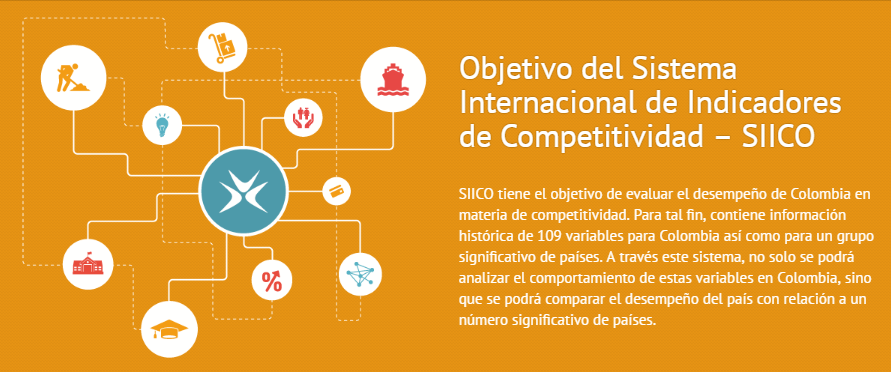 Objetivo del Sistema
Internacional de Indicadores
de Competitividad – SIICO
SIICO tiene el objetivo de evaluar el desempeño de Colombia en
materia de competitividad. Para tal fin, contiene información
histórica de 109 variables para Colombia así como para un grupo
significativo de países. A través este sistema, no solo se podrá
analizar el comportamiento de estas variables en Colombia, sino
que se podrá comparar el desempeño del país con relación a un
número significativo de países.
%